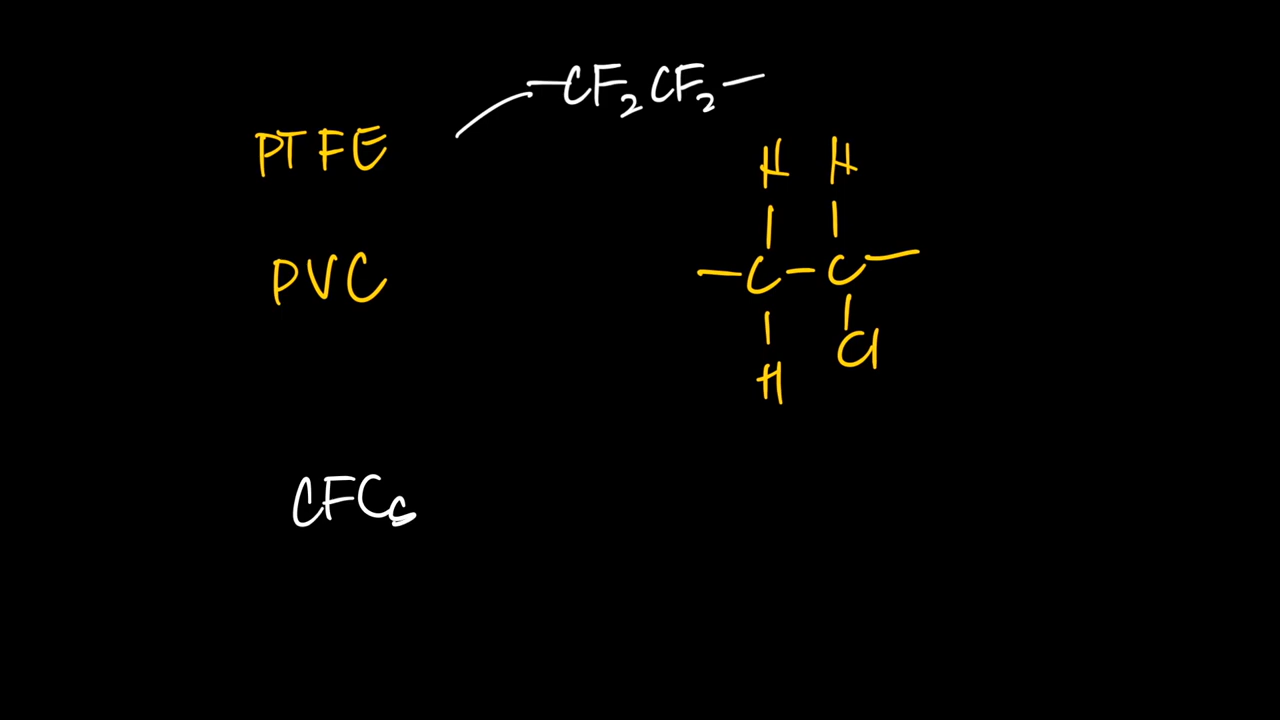 —CF₂CF₂—
PTFE
H H
PVC
—C—C—
Cl
H
CFCs